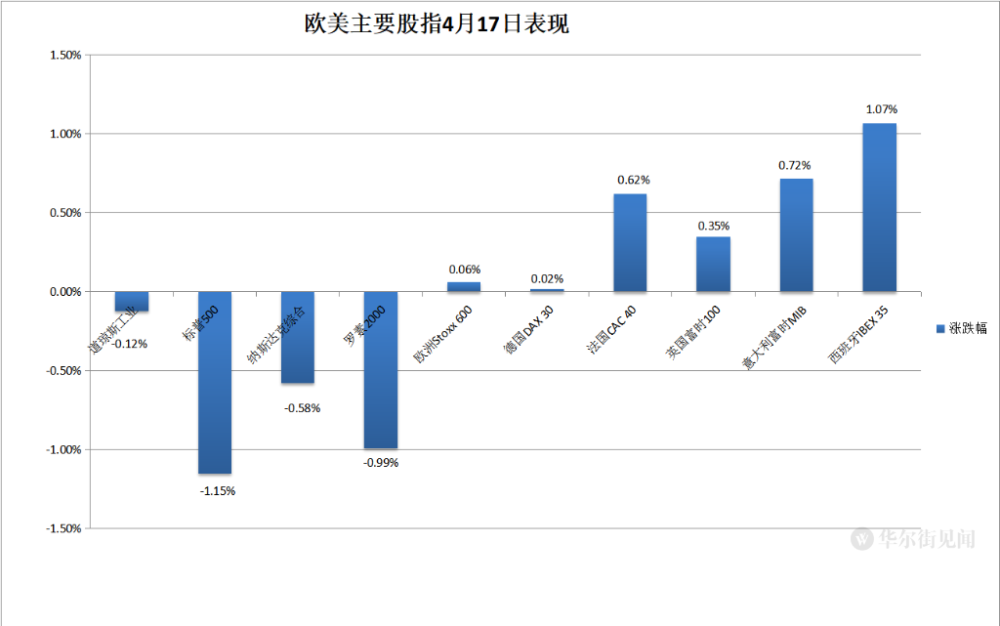 欧美主要股指4月17日表现
1.50%
1.00%
0.50%
0.00%
-0.50%
-1.00%
-1.50%
-0.12%
-1.15%
-0.58%
-0.99%
0.06%
0.02%
0.62%
0.35%
0.72%
1.07%
道琼斯工业
标普500
纳斯达克综合
罗素2000
欧洲Stoxx 600
德国DAX 30
法国CAC 40
英国富时100
意大利富时MIB
西班牙IBEX 35
涨跌幅
W 华尔街见闻